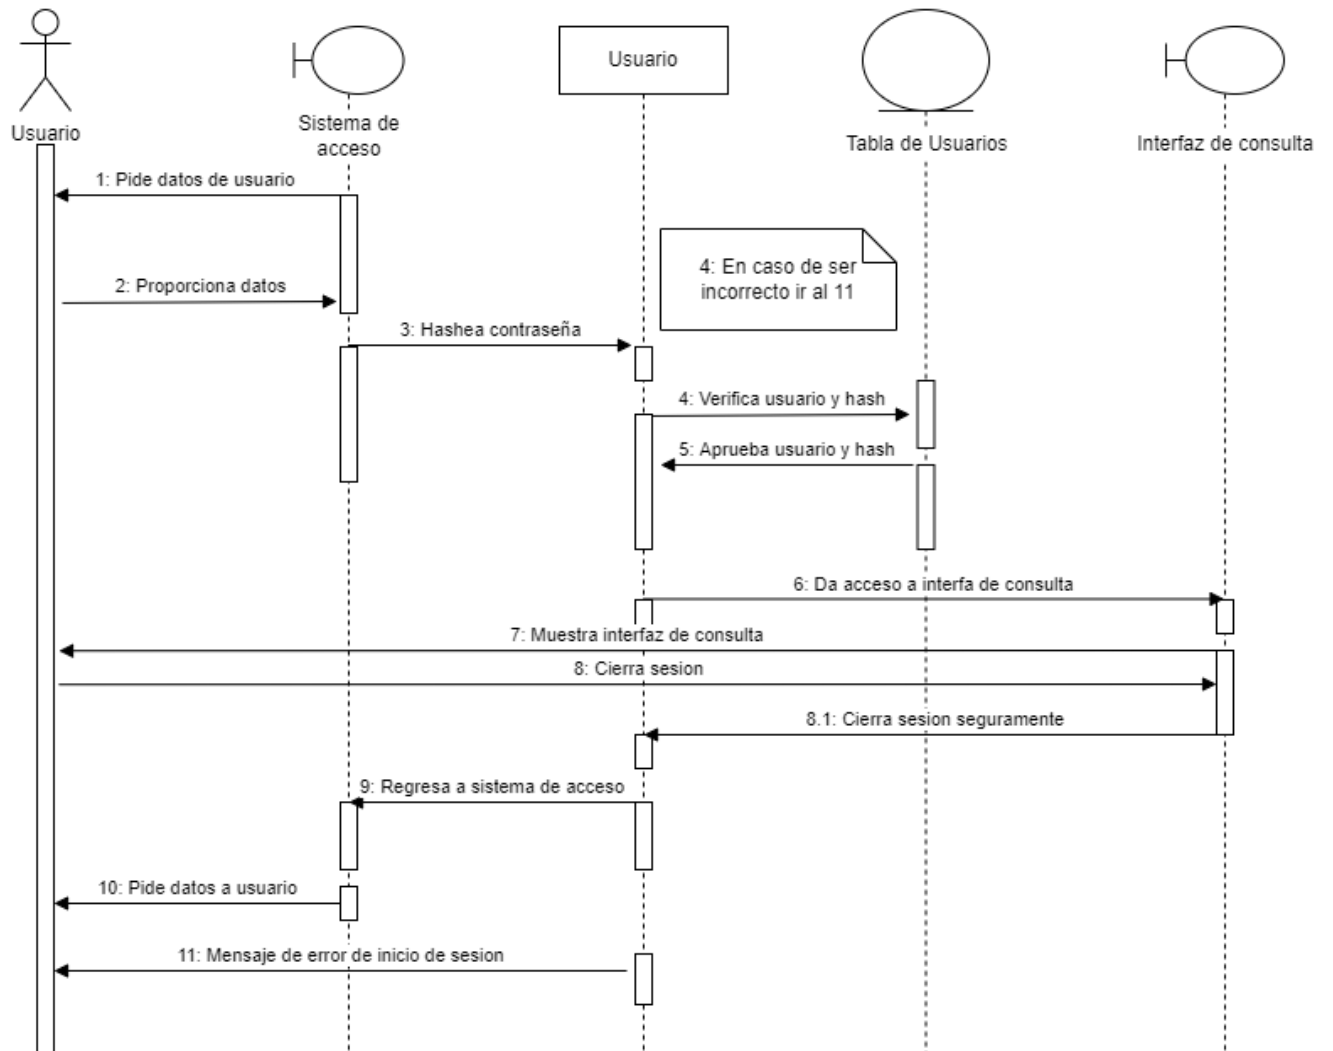 Usuario
Sistema de
acceso
Usuario
Tabla de Usuarios
Interfaz de consulta
1: Pide datos de usuario
4: En caso de ser
incorrecto ir al 11
2: Proporciona datos
3: Hashea contraseña
4: Verifica usuario y hash
5: Aprueba usuario y hash
6: Da acceso a interfa de consulta
7: Muestra interfaz de consulta
8: Cierra sesion
8.1: Cierra sesion seguramente
9: Regresa a sistema de acceso
10: Pide datos a usuario
11: Mensaje de error de inicio de sesion